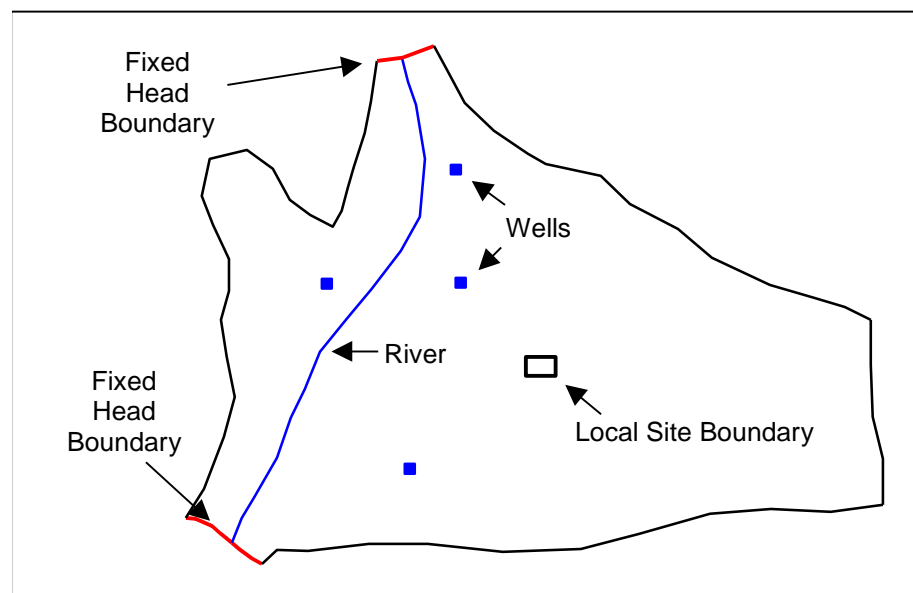 Fixed
Head
Boundary
Wells
River
Fixed
Head
Boundary
Local Site Boundary